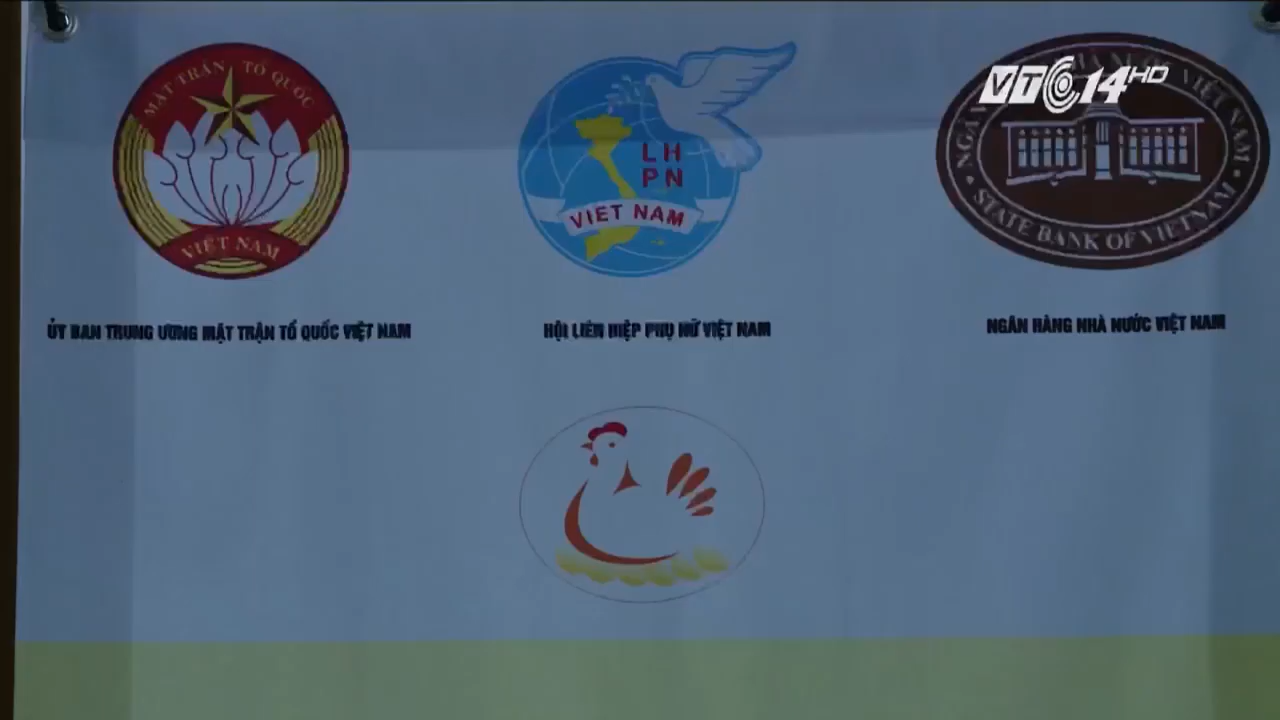 VTC14HD
MẶT TRẬN TỔ QUỐC
VIỆT NAM
LH
PN
VIET NAM
STATE BANK OF VIETNAM
ỦY BAN TRUNG ƯƠNG MẶT TRẬN TỔ QUỐC VIỆT NAM
HỘI LIÊN HIỆP PHỤ NỮ VIỆT NAM
NGÂN HÀNG NHÀ NƯỚC VIỆT NAM